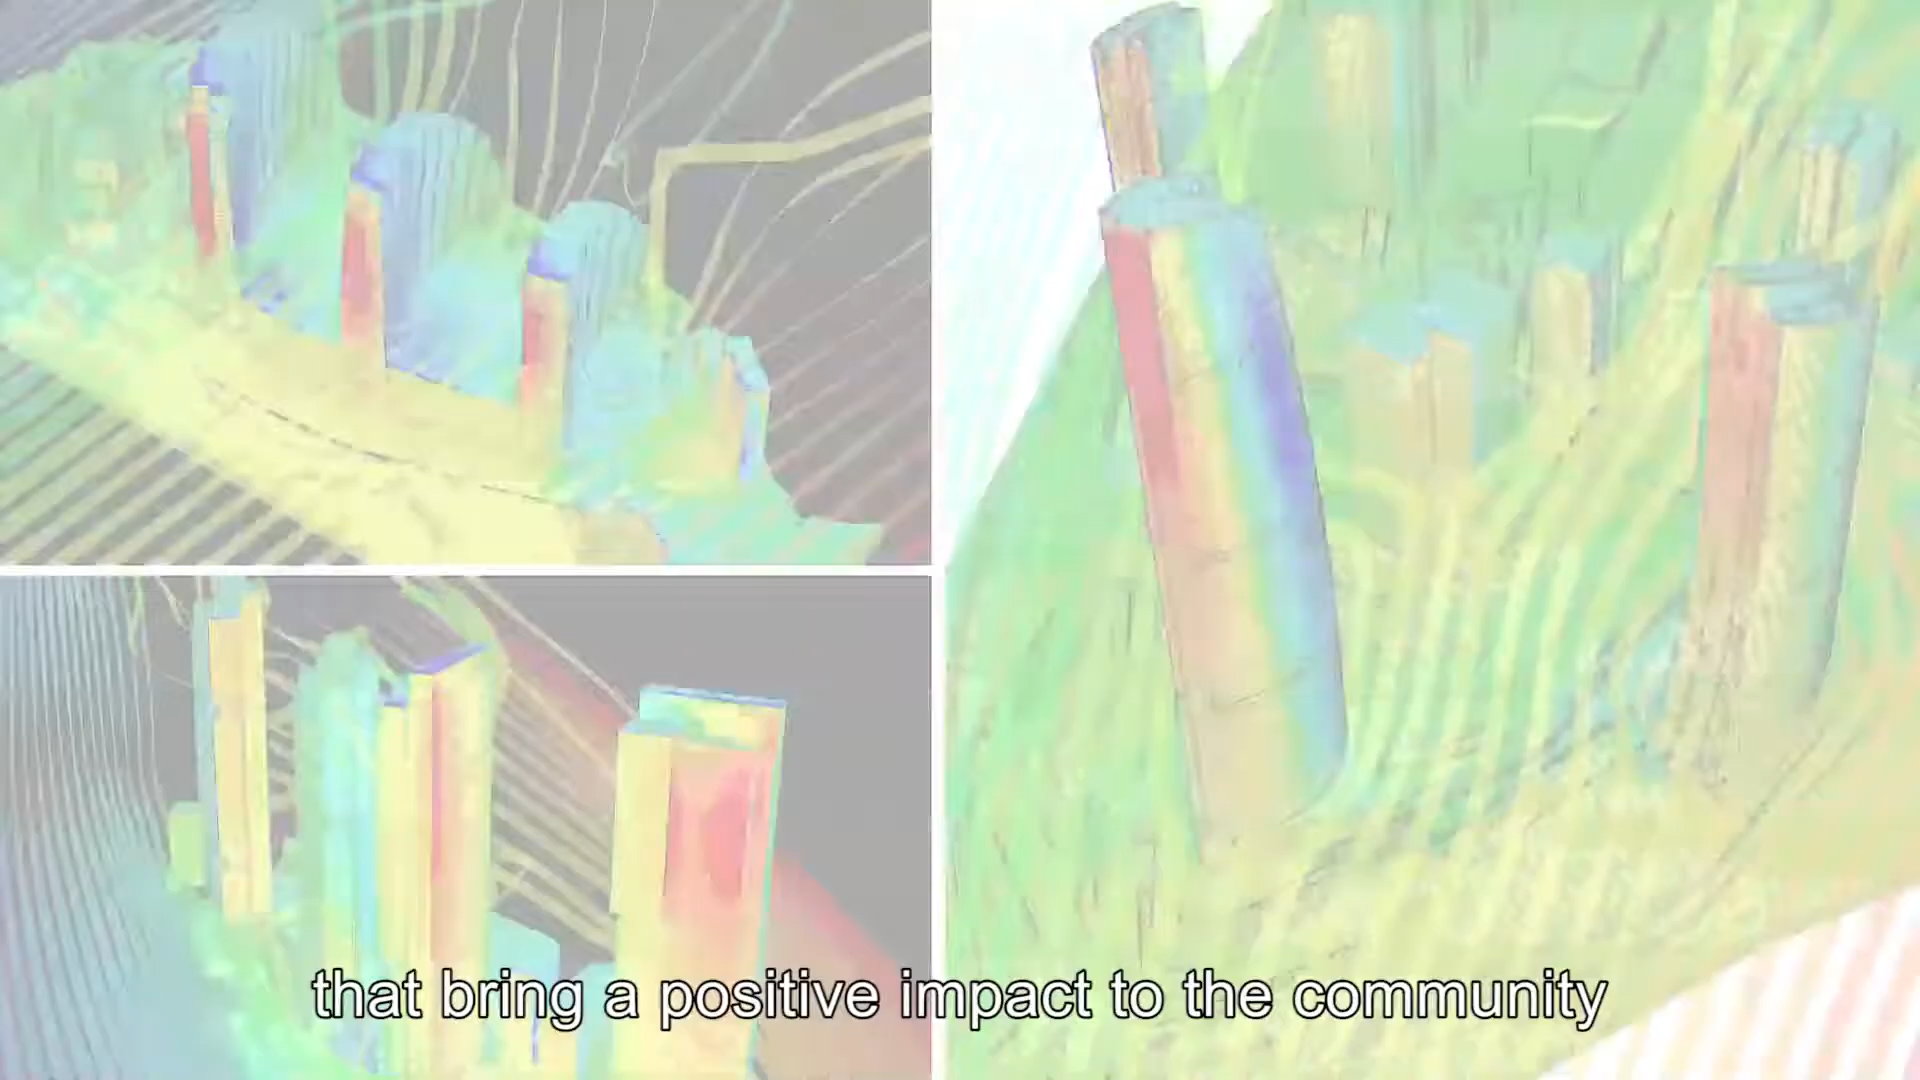 that bring a positive impact to the community